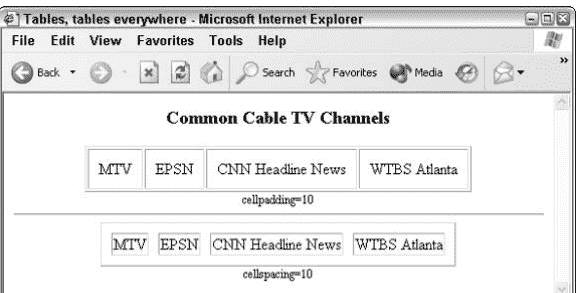 Tables, tables everywhere - Microsoft Internet Explorer
File Edit View Favorites Tools Help
Back Search Favorites Media
Common Cable TV Channels
MTV EPSN CNN Headline News WTBS Atlanta
cellpadding=10
MTV EPSN CNN Headline News WTBS Atlanta
cellspacing=10